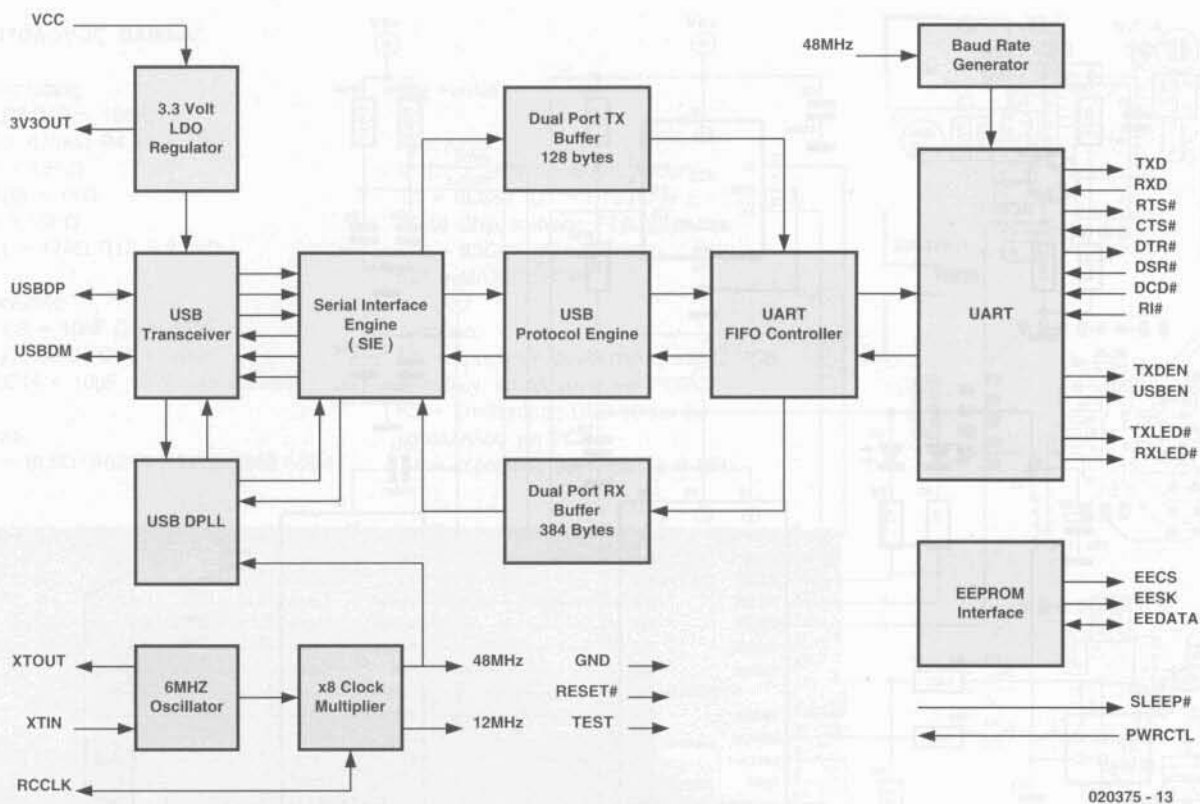 VCC
3.3 Volt
LDO
Regulator
3V3OUT
Dual Port TX
Buffer
128 bytes
48MHz
Baud Rate
Generator
USBDP
USBDM
USB
Transceiver
Serial Interface
Engine
( SIE )
USB
Protocol Engine
UART
FIFO Controller
UART
TXD
RXD
RTS#
CTS#
DTR#
DSR#
DCD#
RI#
TXDEN
USBEN
TXLED#
RXLED#
USB DPLL
Dual Port RX
Buffer
384 Bytes
EEPROM
Interface
EECS
EESK
EEDATA
XTOUT
XTIN
6MHZ
Oscillator
x8 Clock
Multiplier
48MHz
12MHz
GND
RESET#
TEST
SLEEP#
PWRCTL
RCCLK
020375 - 13